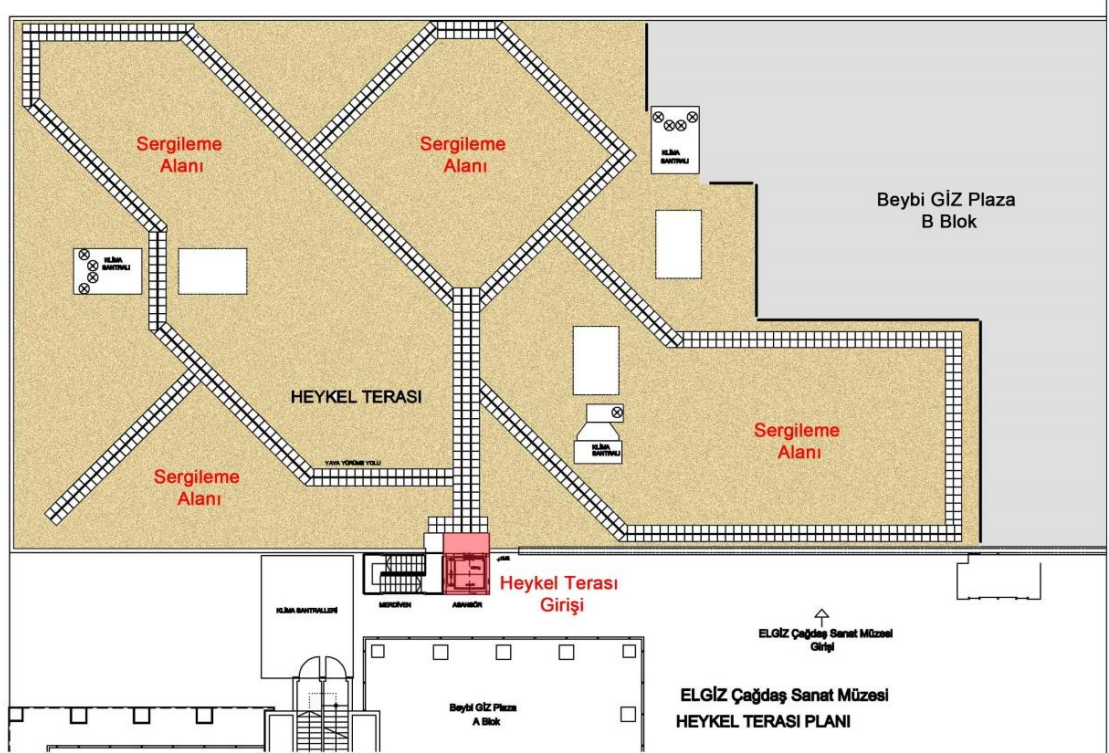 Sergileme
Alanı
Sergileme
Alanı
KLİMA
SANTRALI
Beybi GİZ Plaza
B Blok
KLİMA
SANTRALI
HEYKEL TERASI
Sergileme
Alanı
KLİMA
SANTRALI
YAYA YÜRÜME YOLU
Sergileme
Alanı
Heykel Terası
Girişi
MERDİVEN
ASANSÖR
KLİMA SANTRALLERİ
ELGİZ Çağdaş Sanat Müzesi
Girişi
Beybi GİZ Plaza
A Blok
ELGİZ Çağdaş Sanat Müzesi
HEYKEL TERASI PLANI